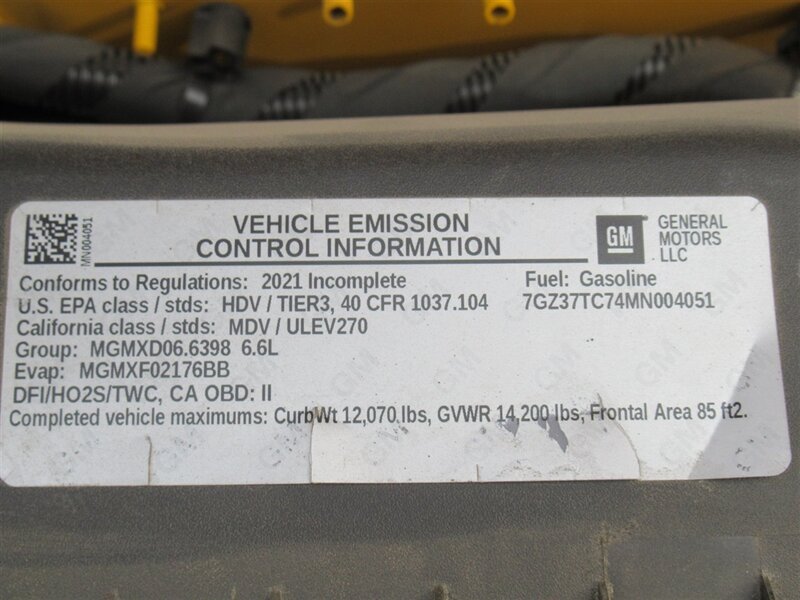 MN004051
VEHICLE EMISSION
CONTROL INFORMATION
GM
GENERAL
MOTORS
LLC
Conforms to Regulations: 2021 Incomplete
Fuel: Gasoline
U.S. EPA class / stds: HDV / TIER3, 40 CFR 1037.104
7GZ37TC74MN004051
California class / stds: MDV / ULEV270
Group: MGMXD06.6398 6.6L
Evap: MGMXF02176BB
DFI/HO2S/TWC, CA OBD: II
Completed vehicle maximums: CurbWt 12,070 lbs, GVWR 14,200 lbs, Frontal Area 85 ft2.